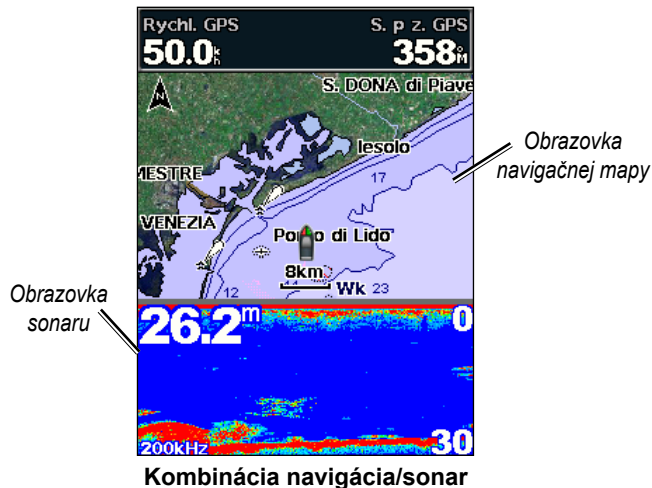 Rychl. GPS
S. p z. GPS
50.0 k h
358°M
S. DONA di Piave
Iesolo
MESTRE
17
Obrazovka
navigačnej mapy
VENEZIA
Porto di Lido
8km
Wk 23
12
Obrazovka
sonaru
26.2m
0
200kHz
30
Kombinácia navigácia/sonar